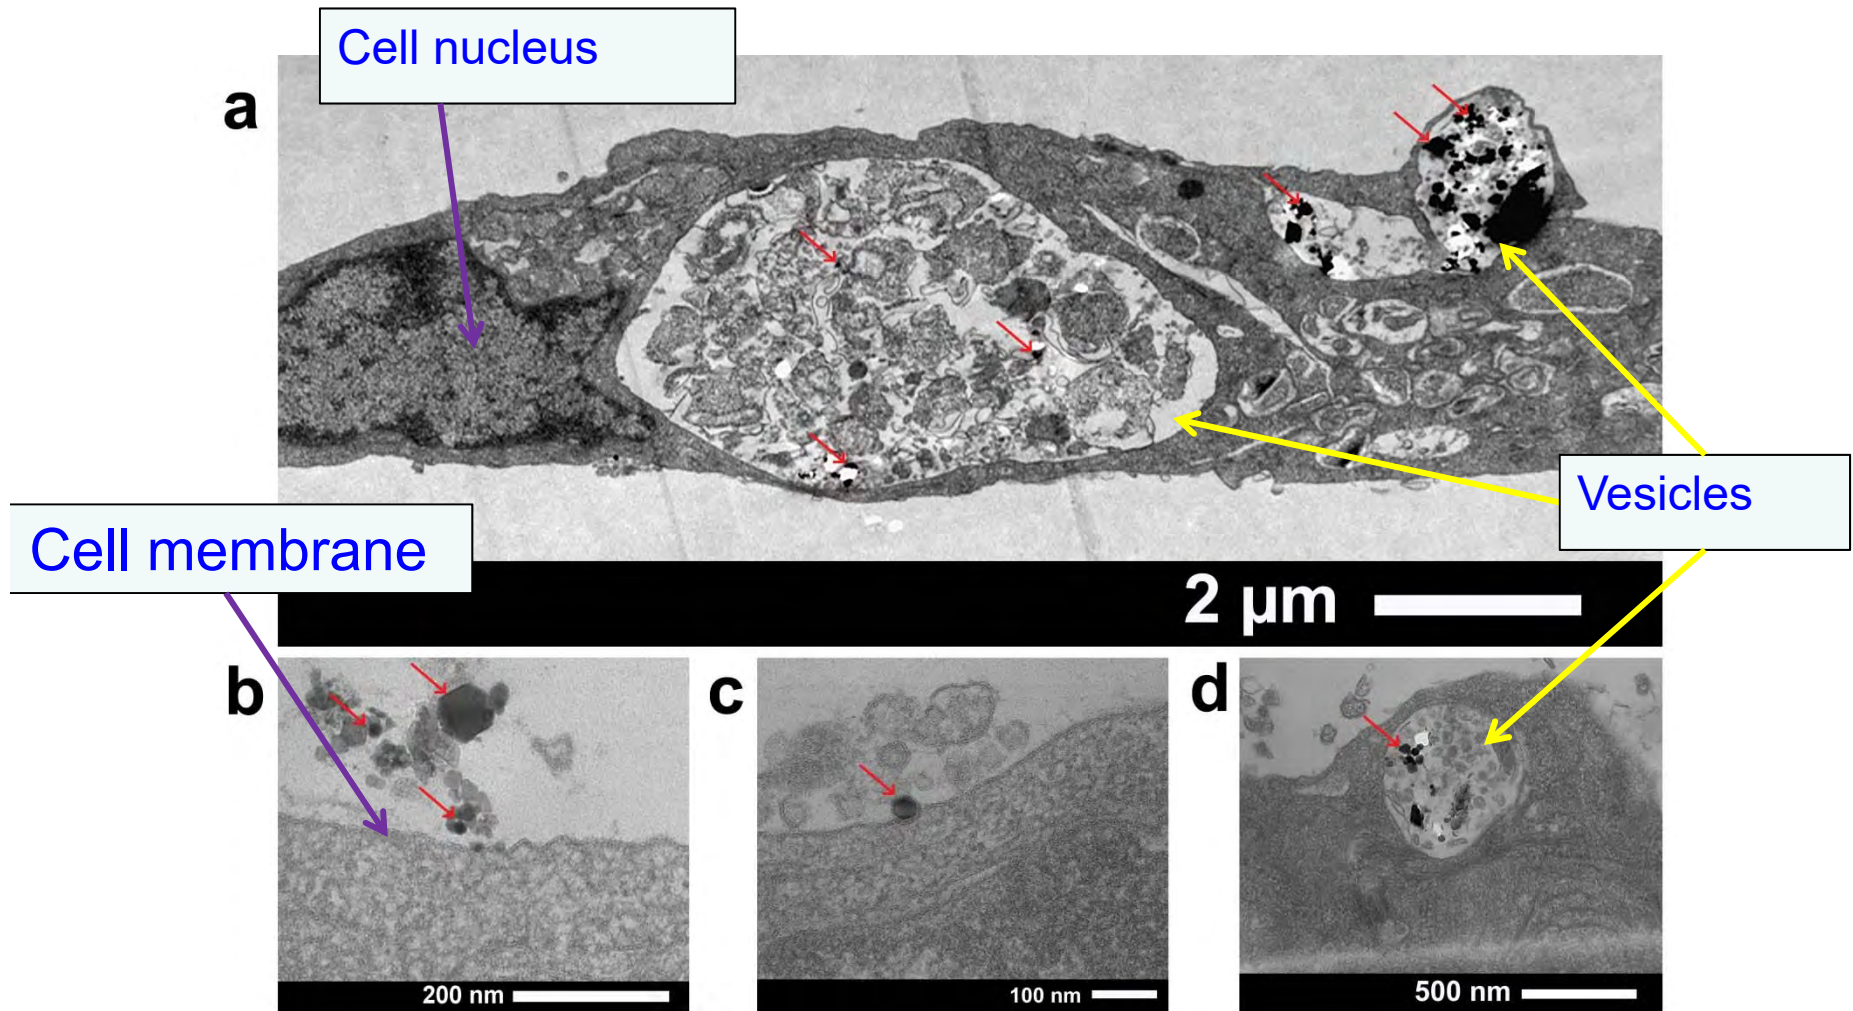 Cell nucleus
a
Vesicles
Cell membrane
2 μm
b
c
d
200 nm
100 nm
500 nm